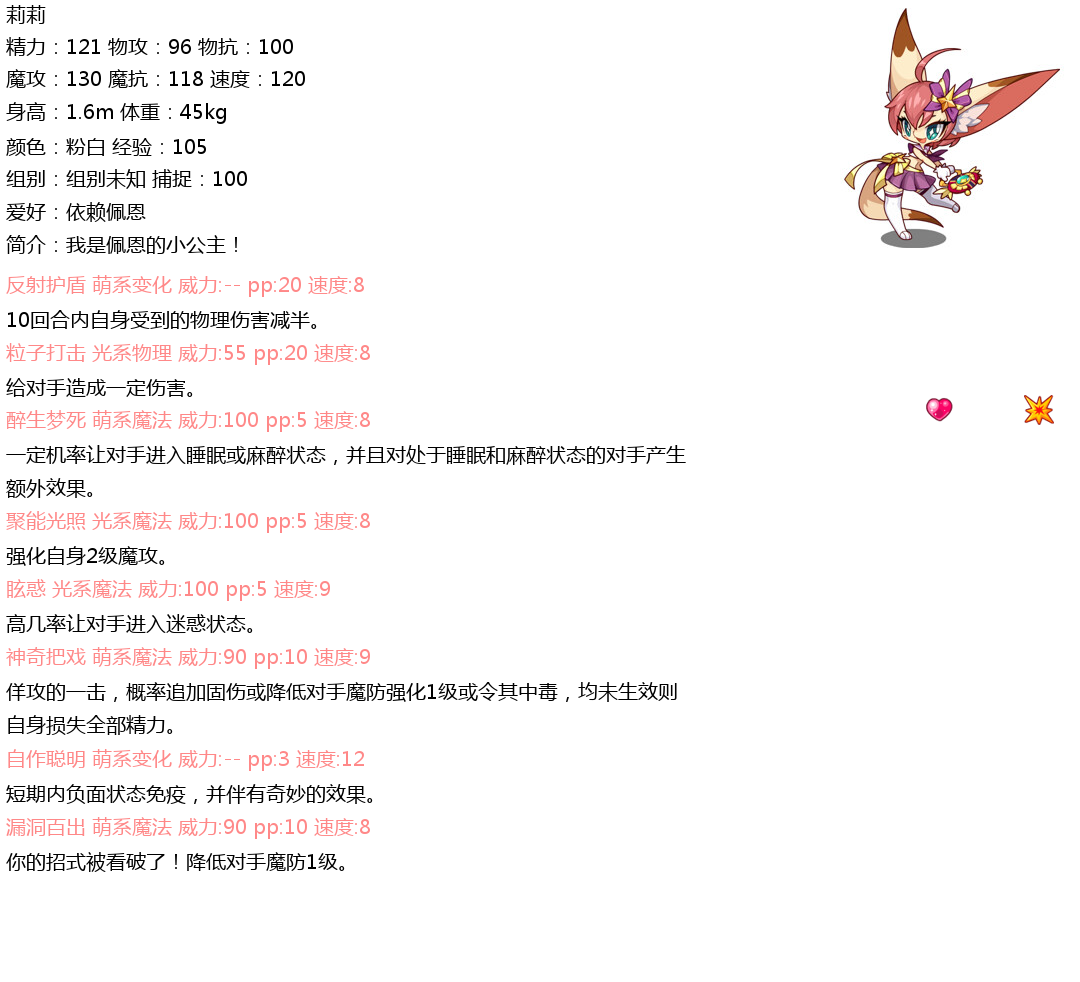 莉莉
精力：121 物攻：96 物抗：100
魔攻：130 魔抗：118 速度：120
身高：1.6m 体重：45kg
颜色：粉白 经验：105
组别：组别未知 捕捉：100
爱好：依赖佩恩
简介：我是佩恩的小公主！
反射护盾 萌系变化 威力:-- pp:20 速度:8
10回合内自身受到的物理伤害减半。
粒子打击 光系物理 威力:55 pp:20 速度:8
给对手造成一定伤害。
醉生梦死 萌系魔法 威力:100 pp:5 速度:8
一定机率让对手进入睡眠或麻醉状态，并且对处于睡眠和麻醉状态的对手产生
额外效果。
聚能光照 光系魔法 威力:100 pp:5 速度:8
强化自身2级魔攻。
眩惑 光系魔法 威力:100 pp:5 速度:9
高几率让对手进入迷惑状态。
神奇把戏 萌系魔法 威力:90 pp:10 速度:9
佯攻的一击，概率追加固伤或降低对手魔防强化1级或令其中毒，均未生效则
自身损失全部精力。
自作聪明 萌系变化 威力:-- pp:3 速度:12
短期内负面状态免疫，并伴有奇妙的效果。
漏洞百出 萌系魔法 威力:90 pp:10 速度:8
你的招式被看破了！降低对手魔防1级。